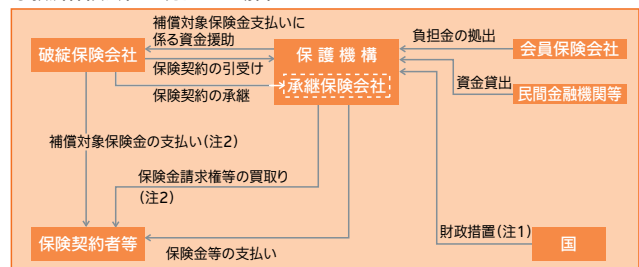 補償対象保険金支払いに
係る資金援助
破綻保険会社
保険契約の引受け
保険契約の承継
保護機構
承継保険会社
負担金の拠出
会員保険会社
資金貸出
民間金融機関等
補償対象保険金の支払い(注2)
保険金請求権等の買取り
(注2)
保険契約者等
保険金等の支払い
財政措置(注1)
国